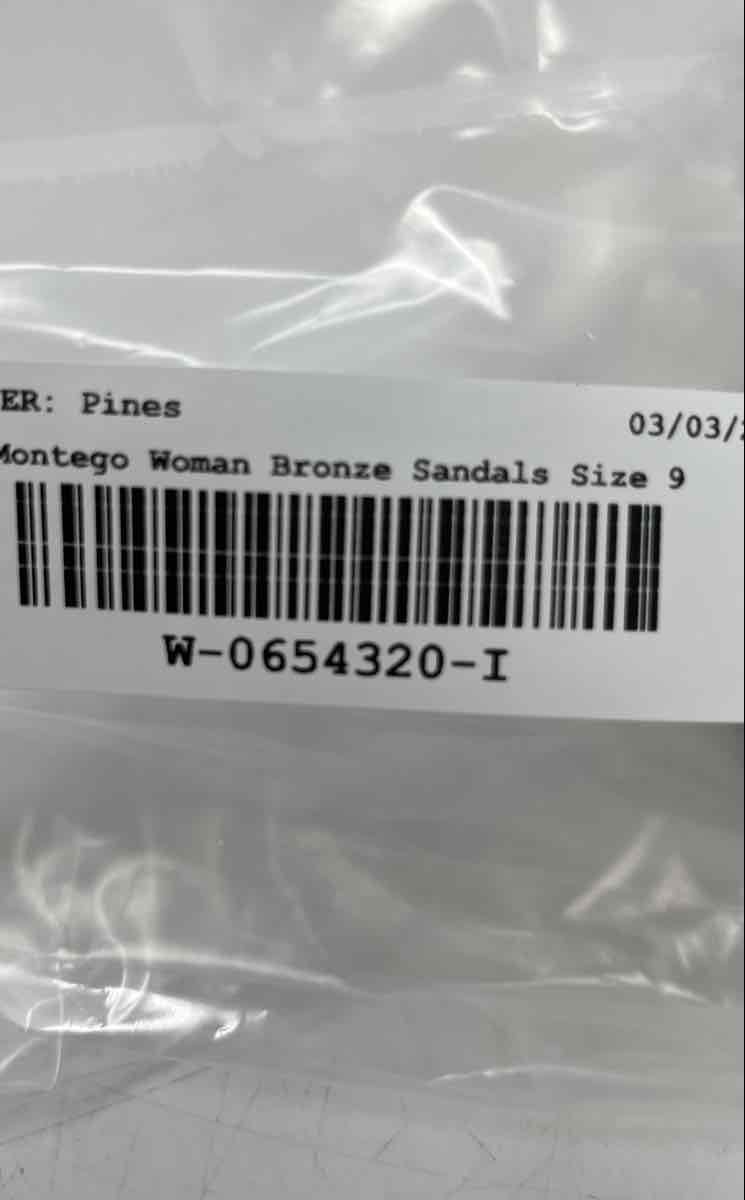 ER: Pines 03/03/
Montego Woman Bronze Sandals Size 9
W-0654320-I